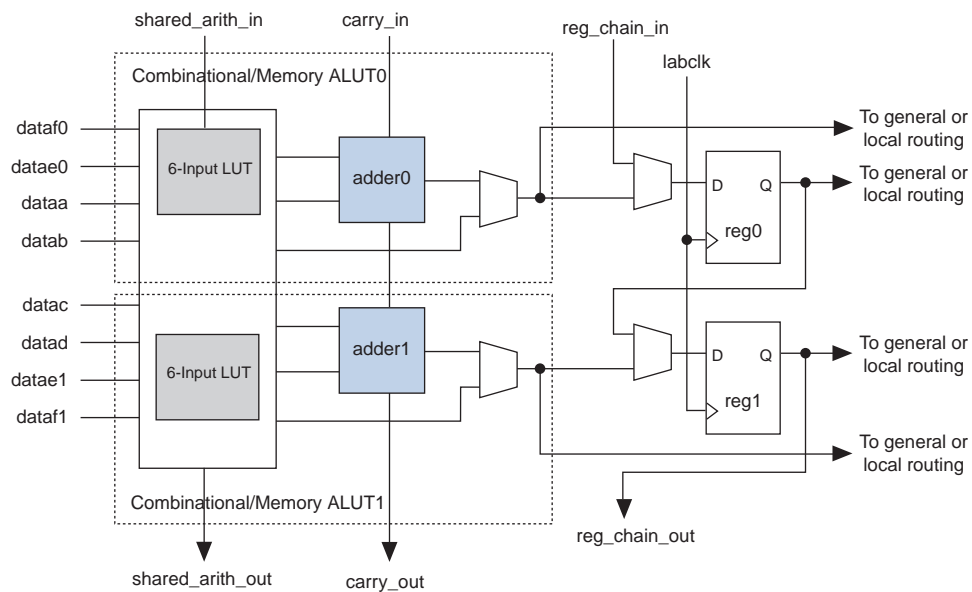 shared_arith_in
carry_in
reg_chain_in
labclk
Combinational/Memory ALUT0
dataf0
datae0
dataa
datab
6-Input LUT
adder0
D
Q
reg0
To general or
local routing
To general or
local routing
datac
datad
datae1
dataf1
6-Input LUT
adder1
D
Q
reg1
To general or
local routing
To general or
local routing
Combinational/Memory ALUT1
reg_chain_out
shared_arith_out
carry_out